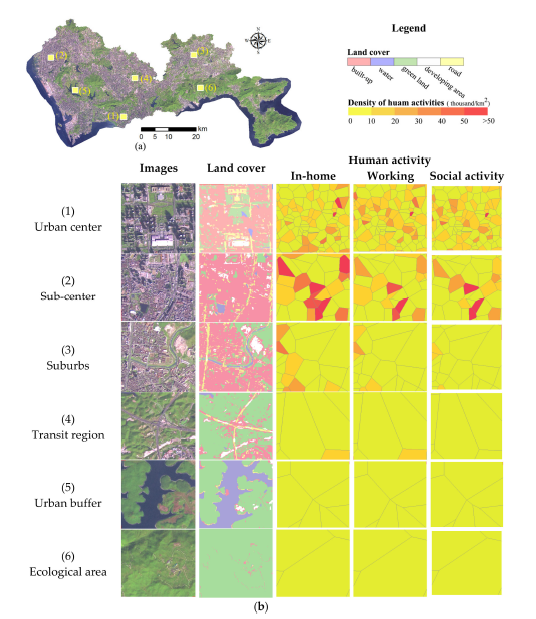 Legend
Land cover
built-up
water
green land
developing area
road
Density of huam activities ( thousand/km²)
0 10 20 30 40 >50
(2)
(3)
(4)
(5)
(6)
(1)
0 5 10 20 km
(a)
Human activity
Images Land cover In-home Working Social activity
(1)
Urban center
(2)
Sub-center
(3)
Suburbs
(4)
Transit region
(5)
Urban buffer
(6)
Ecological area
(b)